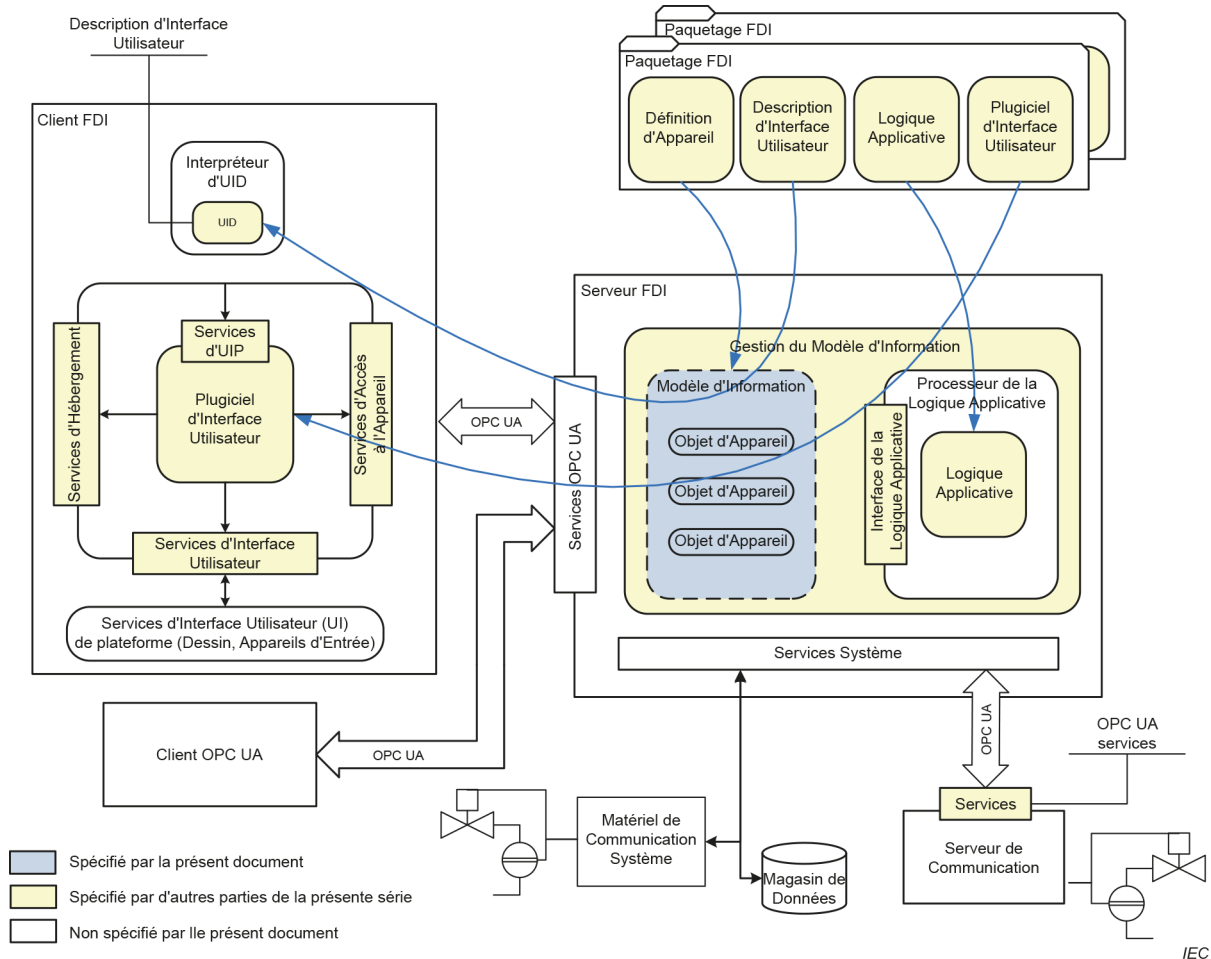 Description d'Interface
Utilisateur
Paquetage FDI
Paquetage FDI
Définition
d'Appareil
Description
d'Interface
Utilisateur
Logique
Applicative
Plugiciel
d'Interface
Utilisateur
Client FDI
Interpréteur
d'UID
UID
Services
d'UIP
Services d'Hébergement
Plugiciel
d'Interface
Utilisateur
Services d'Accès
à l'Appareil
Services d'Interface
Utilisateur
Services d'Interface Utilisateur (UI)
de plateforme (Dessin, Appareils d'Entrée)
OPC UA
Services OPC UA
Serveur FDI
Gestion du Modèle d'Information
Modèle d'Information
Objet d'Appareil
Objet d'Appareil
Objet d'Appareil
Processeur de la
Logique Applicative
Interface de la
Logique Applicative
Logique
Applicative
Services Système
Client OPC UA
OPC UA
OPC UA
OPC UA
services
Services
Serveur de
Communication
Matériel de
Communication
Système
Magasin de
Données
Spécifié par la présent document
Spécifié par d'autres parties de la présente série
Non spécifié par lle présent document
IEC